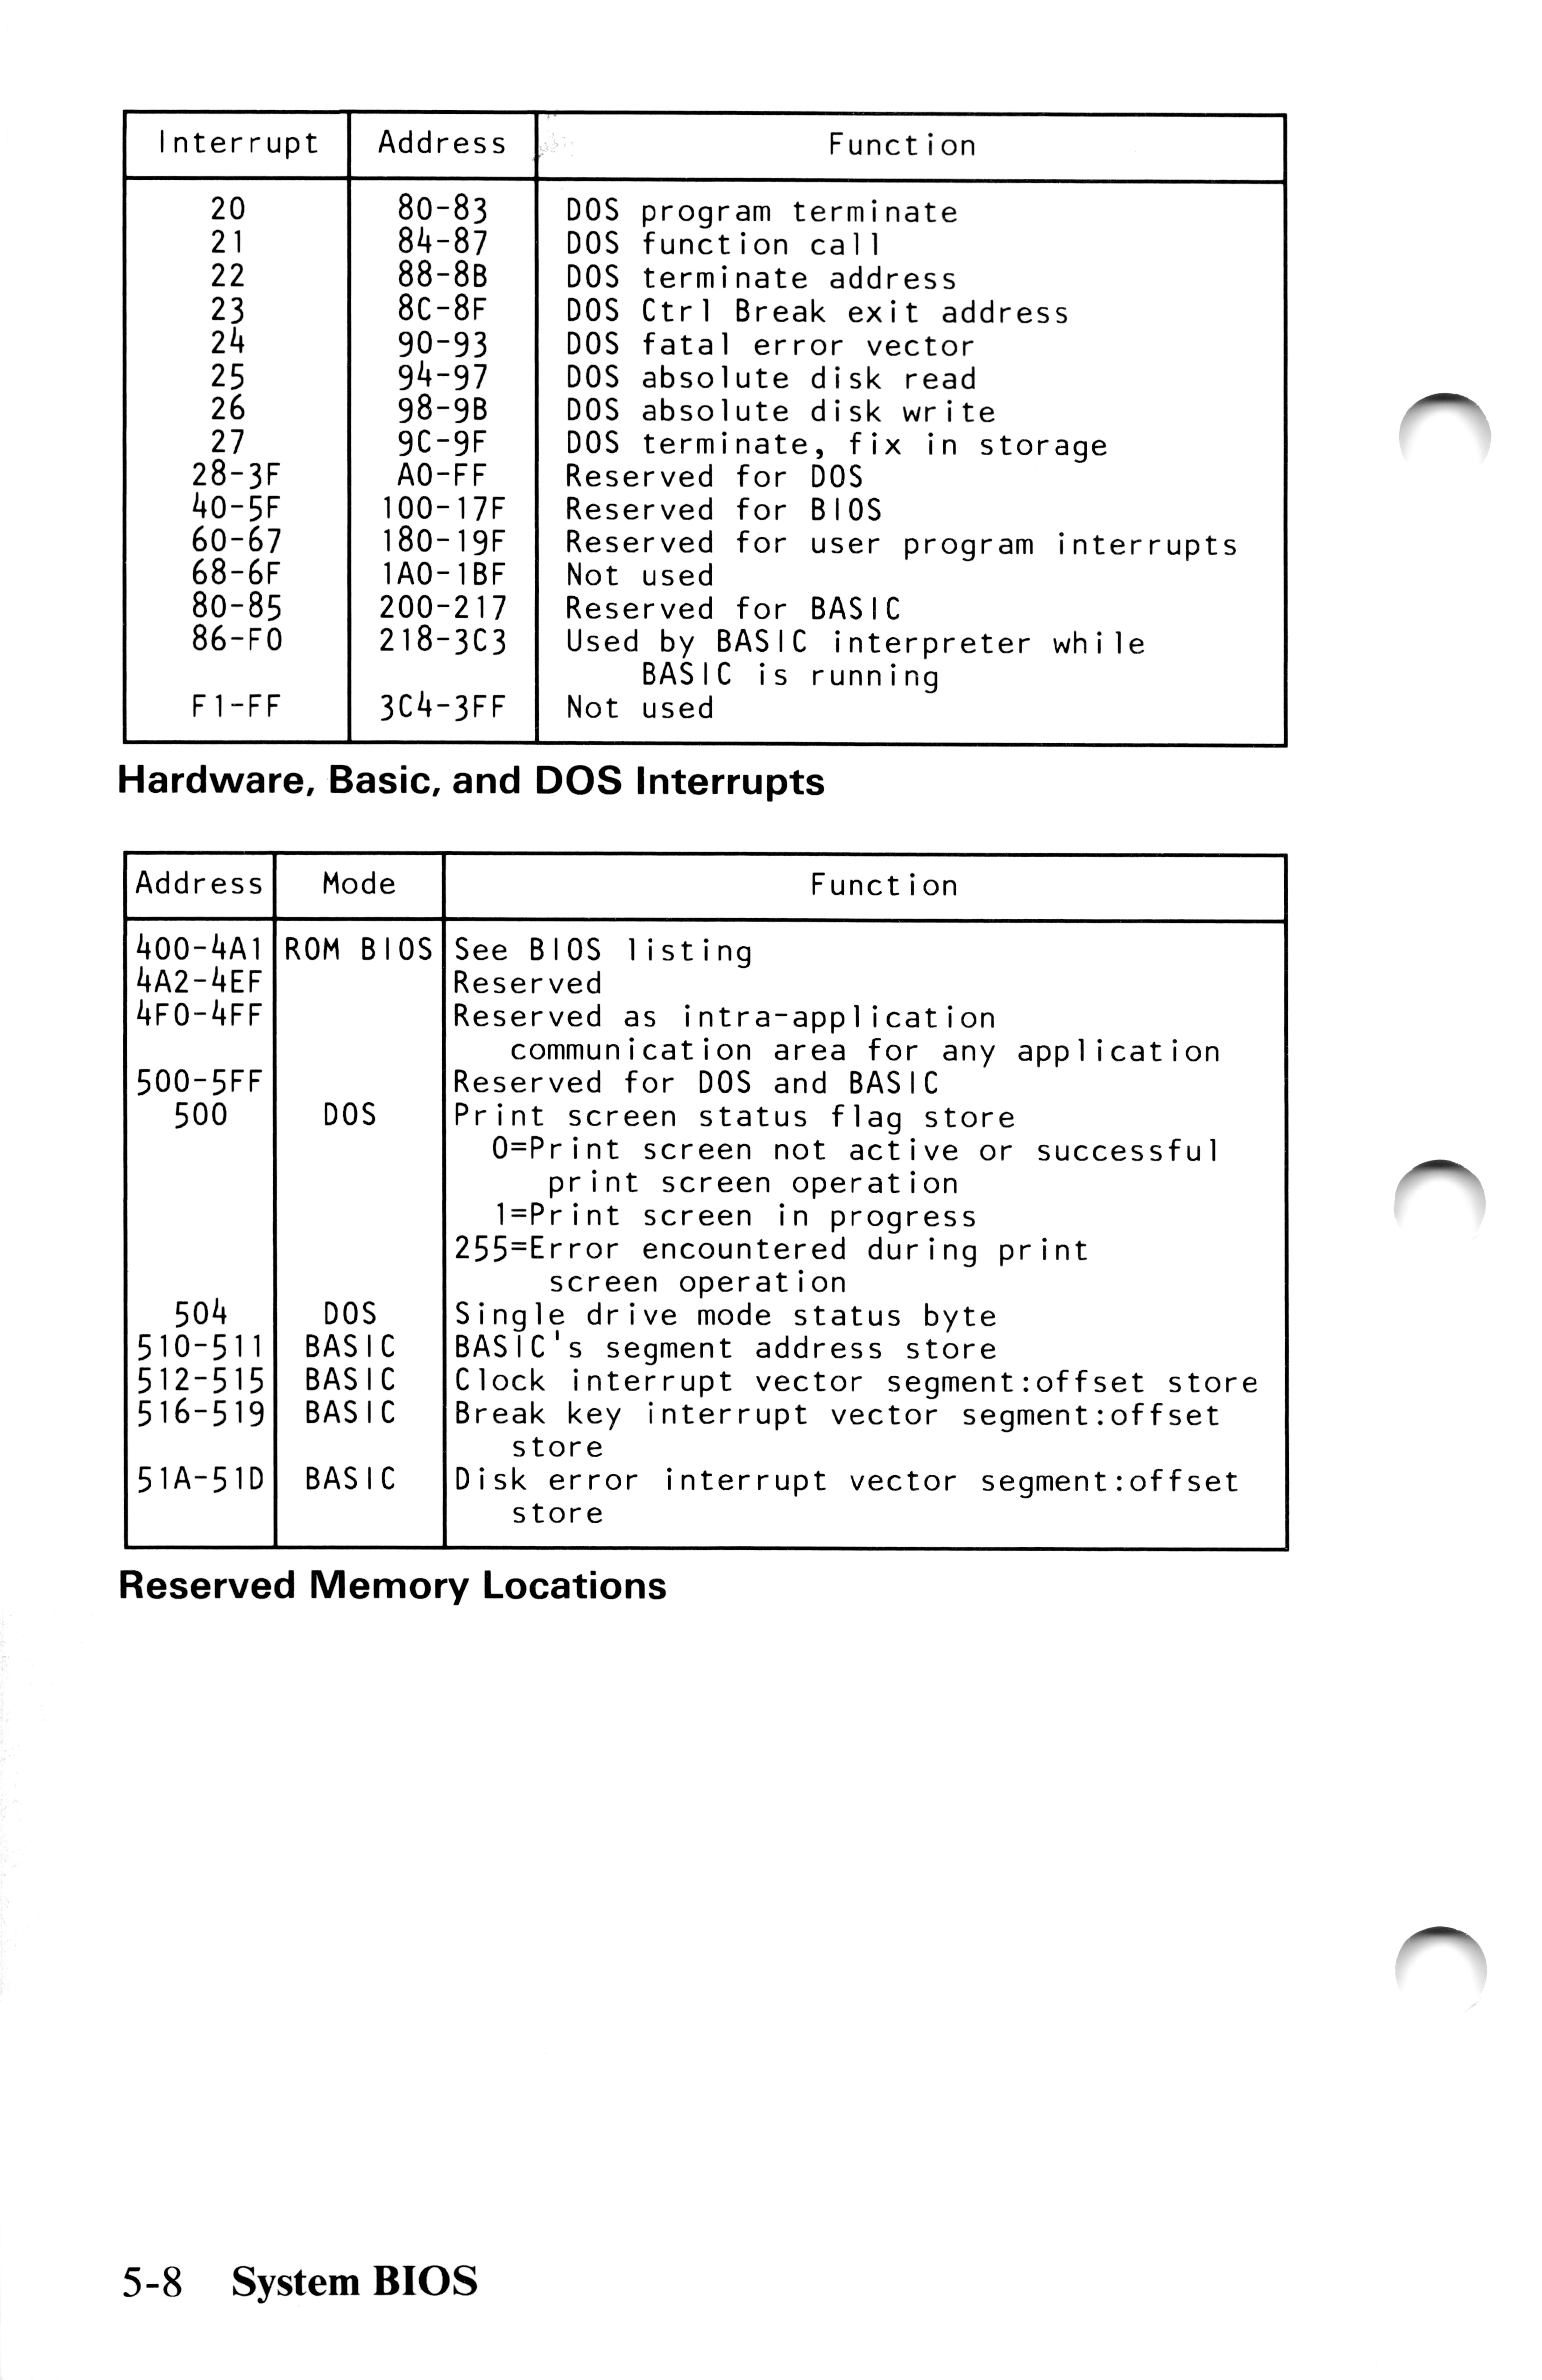 Interrupt Address Function
20 80-83 DOS program terminate
21 84-87 DOS function call
22 88-8B DOS terminate address
23 8C-8F DOS Ctrl Break exit address
24 90-93 DOS fatal error vector
25 94-97 DOS absolute disk read
26 98-9B DOS absolute disk write
27 9C-9F DOS terminate, fix in storage
28-3F A0-FF Reserved for DOS
40-5F 100-17F Reserved for BIOS
60-67 180-19F Reserved for user program interrupts
68-6F 1A0-1BF Not used
80-85 200-217 Reserved for BASIC
86-F0 218-3C3 Used by BASIC interpreter while
BASIC is running
F1-FF 3C4-3FF Not used
Hardware, Basic, and DOS Interrupts
Address Mode Function
400-4A1 ROM BIOS See BIOS listing
4A2-4EF Reserved
4F0-4FF Reserved as intra-application
communication area for any application
500-5FF Reserved for DOS and BASIC
500 DOS Print screen status flag store
0=Print screen not active or successful
print screen operation
1=Print screen in progress
255=Error encountered during print
screen operation
504 DOS Single drive mode status byte
510-511 BASIC BASIC's segment address store
512-515 BASIC Clock interrupt vector segment:offset store
516-519 BASIC Break key interrupt vector segment:offset
store
51A-51D BASIC Disk error interrupt vector segment:offset
store
Reserved Memory Locations
5-8 System BIOS